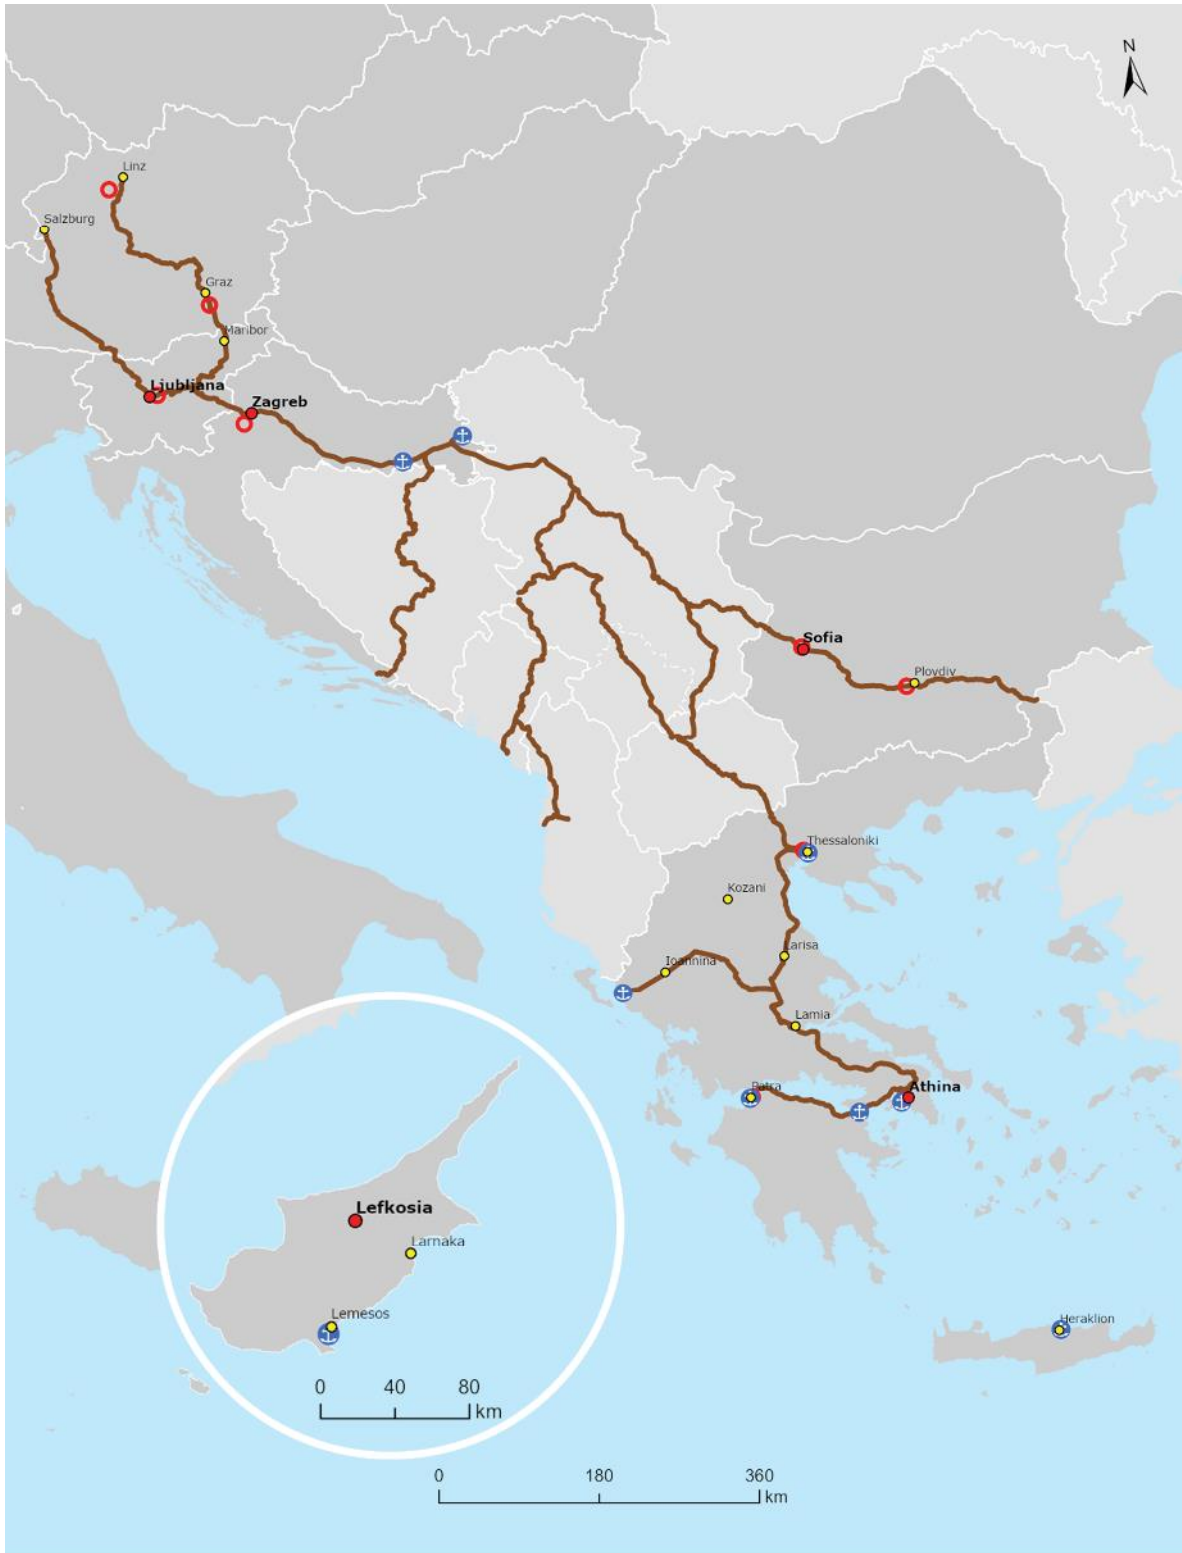 N
Linz
Salzburg
Graz
Maribor
Ljubljana
Zagreb
Sofia
Plovdiv
Thessaloniki
Kozani
Larisa
Ioannina
Lamia
Patra
Athina
Lefkosia
Larnaka
Lemesos
Heraklion
0 40 80
km
0 180 360
km